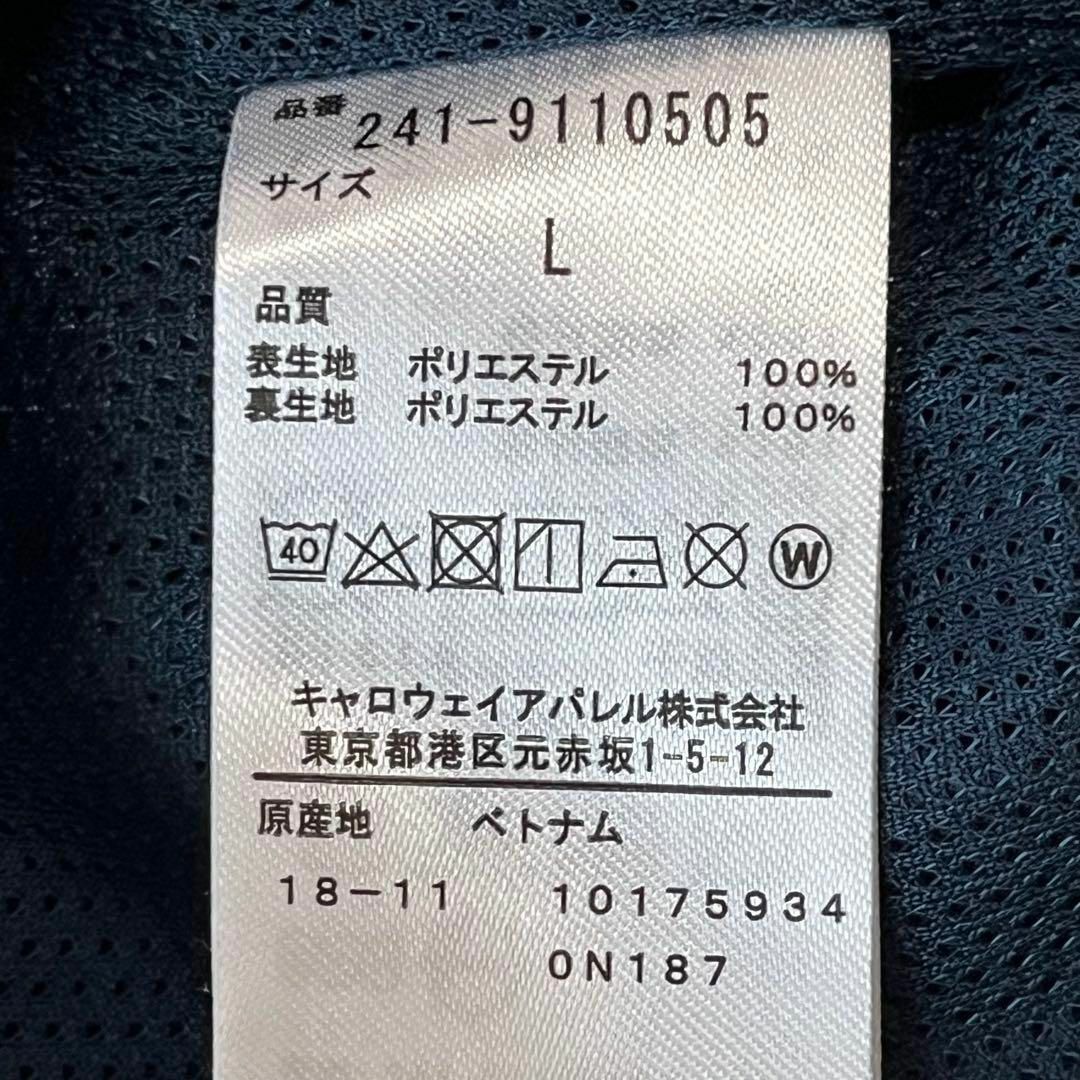 品番 241-9110505
サイズ
L
品質
表生地 ポリエステル 100%
裏生地 ポリエステル 100%
40 W
キャロウェイアパレル株式会社
東京都港区元赤坂1-5-12
原産地 ベトナム
18-11 10175934
0N187